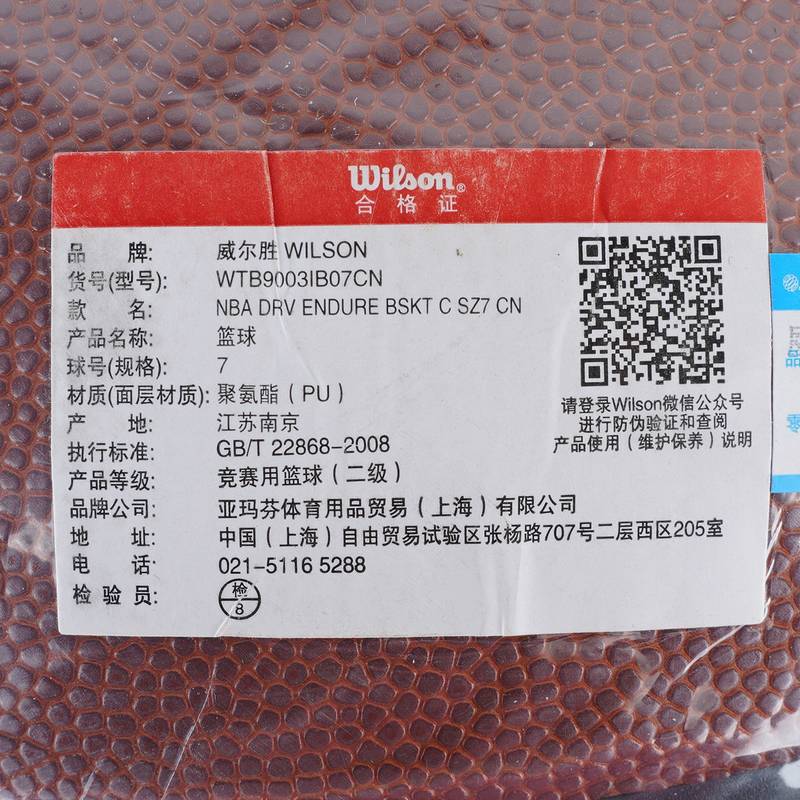 Wilson®
合格证
品 牌: 威尔胜 WILSON
货号(型号): WTB9003IB07CN
款 名: NBA DRV ENDURE BSKT C SZ7 CN
产品名称: 篮球
球号(规格): 7
材质(面层材质): 聚氨酯(PU)
产 地: 江苏南京
执行标准: GB/T 22868-2008
产品等级: 竞赛用篮球(二级)
品牌公司: 亚玛芬体育用品贸易(上海)有限公司
地 址: 中国(上海)自由贸易试验区张杨路707号二层西区205室
电 话: 021-5116 5288
检 验 员: 检 8
请登录Wilson微信公众号
进行防伪验证和查阅
产品使用(维护保养)说明